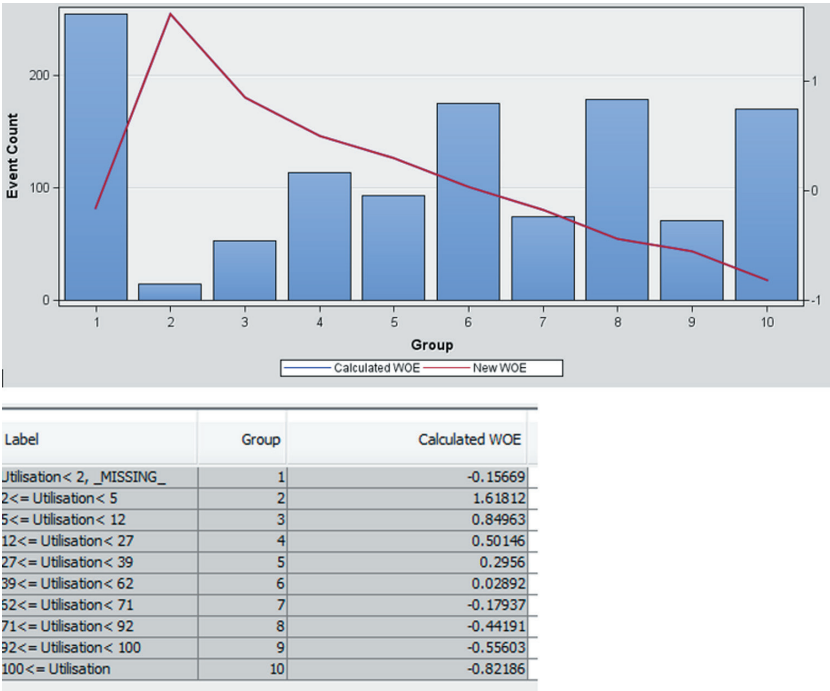 Event Count
200
100
0
1
0
-1
1 2 3 4 5 6 7 8 9 10
Group
Calculated WOE New WOE
Label Group Calculated WOE
Utilisation< 2, _MISSING_ 1 -0.15669
2<= Utilisation< 5 2 1.61812
5<= Utilisation< 12 3 0.84963
12<= Utilisation< 27 4 0.50146
27<= Utilisation< 39 5 0.2956
39<= Utilisation< 62 6 0.02892
62<= Utilisation< 71 7 -0.17937
71<= Utilisation< 92 8 -0.44191
92<= Utilisation< 100 9 -0.55603
100<= Utilisation 10 -0.82186